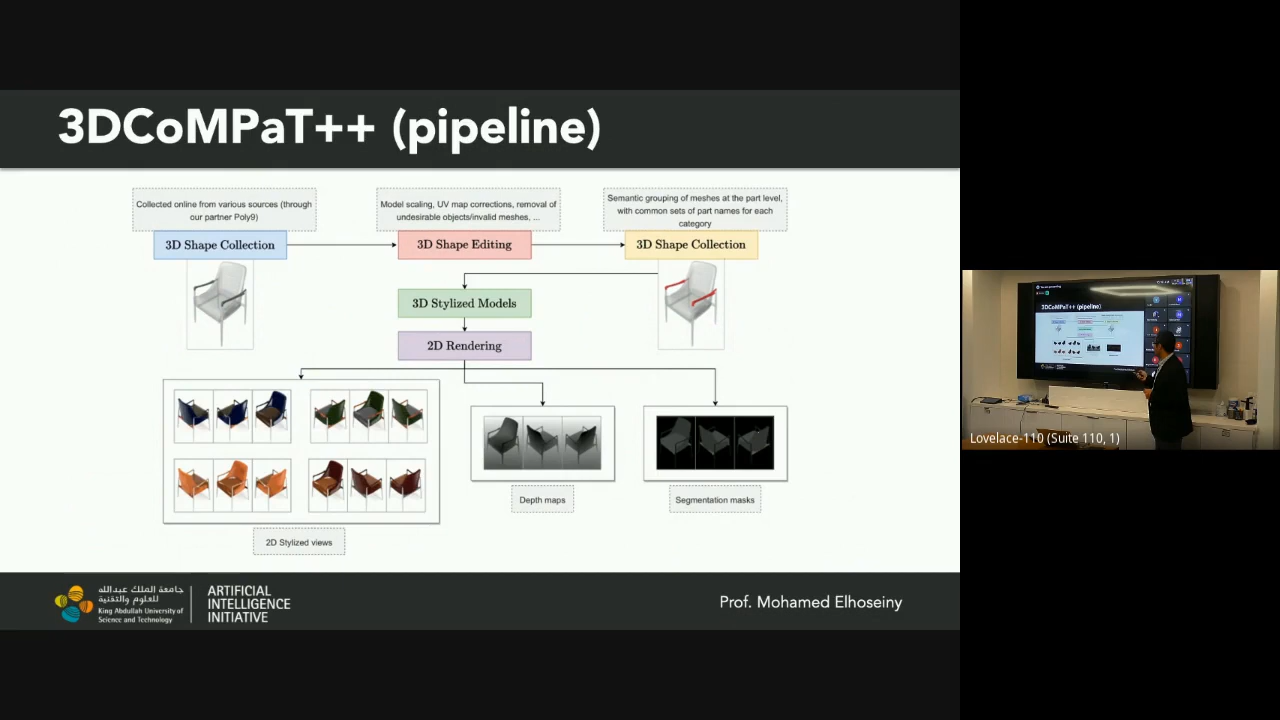 3DCoMPaT++ (pipeline)
Collected online from various sources (through
our partner Poly9)
3D Shape Collection
Model scaling, UV map corrections, removal of
undesirable objects/invalid meshes, ...
3D Shape Editing
Semantic grouping of meshes at the part level,
with common sets of part names for each
category
3D Shape Collection
3D Stylized Models
2D Rendering
2D Stylized views
Depth maps
Segmentation masks
جامعة الملك عبدالله
للعلوم والتقنية
King Abdullah University of
Science and Technology
ARTIFICIAL
INTELLIGENCE
INITIATIVE
Prof. Mohamed Elhoseiny
3DCoMPaT++ (pipeline)
Lovelace-110 (Suite 110, 1)